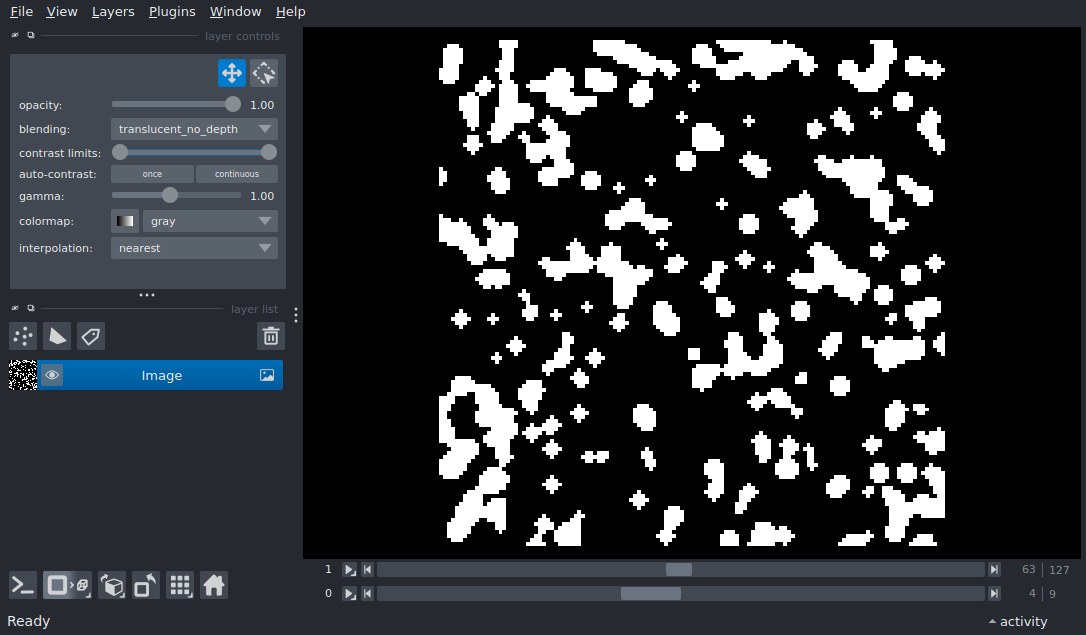 File View Layers Plugins Window Help
layer controls
opacity: 1.00
blending: translucent_no_depth
contrast limits:
auto-contrast: once continuous
gamma: 1.00
colormap: gray
interpolation: nearest
layer list
Image
1 63 127
0 4 9
Ready activity